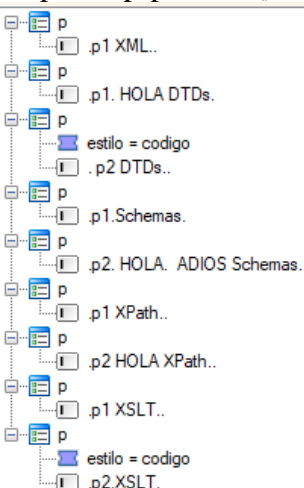 p
.p1 XML..
p
.p1. HOLA DTDs.
p
estilo = codigo
. p2 DTDs..
p
.p1.Schemas.
p
.p2. HOLA. ADIOS Schemas.
p
.p1 XPath..
p
.p2 HOLA XPath..
p
.p1 XSLT..
p
estilo = codigo
.p2.XSLT.